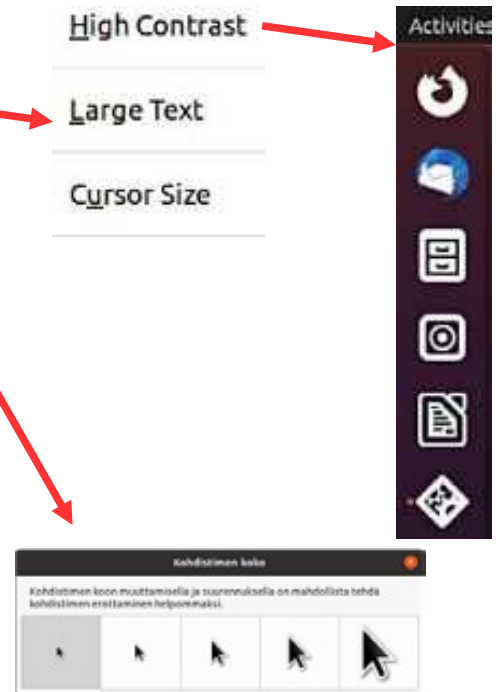 High Contrast
Activities
Large Text
Cursor Size
Kohdistimen koko
Kohdistimen koon muuttamisella ja suurennuksella on mahdollista tehdä
kohdistimen erottaminen helpommaksi.